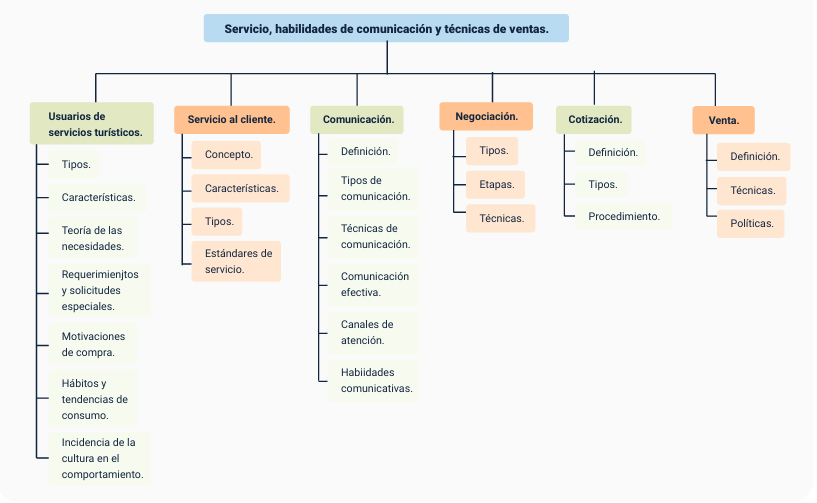 Servicio, habilidades de comunicación y técnicas de ventas.
Usuarios de
servicios turísticos.
Tipos.
Características.
Teoría de las
necesidades.
Requerimienjtos
y solicitudes
especiales.
Motivaciones
de compra.
Hábitos y
tendencias de
consumo.
Incidencia de la
cultura en el
comportamiento.
Servicio al cliente.
Concepto.
Características.
Tipos.
Estándares de
servicio.
Comunicación.
Definición.
Tipos de
comunicación.
Técnicas de
comunicación.
Comunicación
efectiva.
Canales de
atención.
Habiidades
comunicativas.
Negociación.
Tipos.
Etapas.
Técnicas.
Cotización.
Definición.
Tipos.
Procedimiento.
Venta.
Definición.
Técnicas.
Políticas.